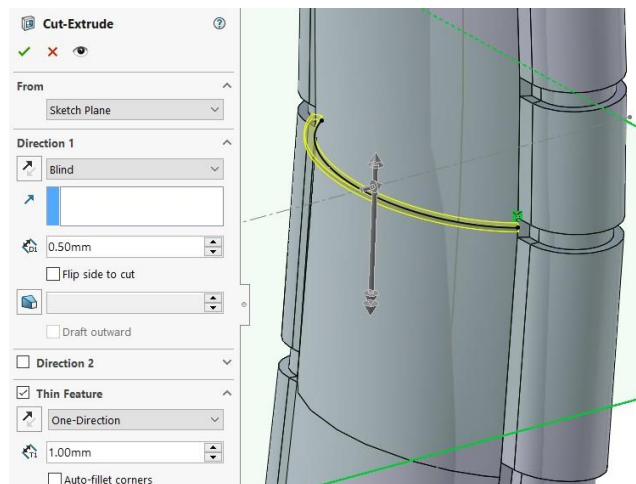 Cut-Extrude
From
Sketch Plane
Direction 1
Blind
0.50mm
Flip side to cut
Draft outward
Direction 2
Thin Feature
One-Direction
1.00mm
Auto-fillet corners